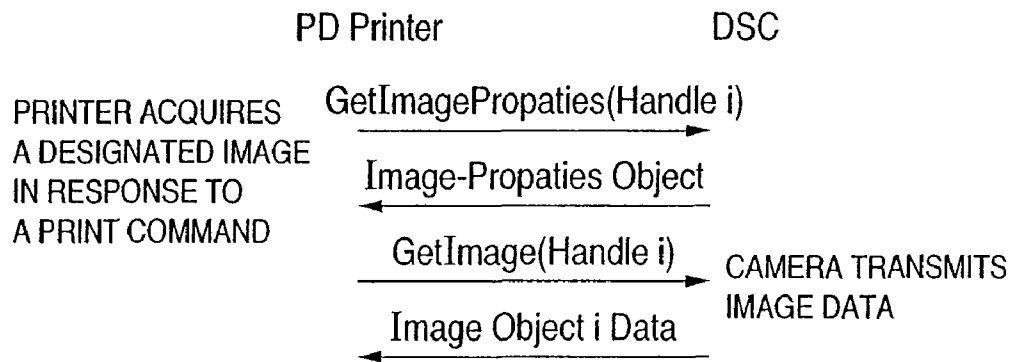 PD Printer DSC
PRINTER ACQUIRES
A DESIGNATED IMAGE
IN RESPONSE TO
A PRINT COMMAND
GetImagePropaties(Handle i)
Image-Propaties Object
GetImage(Handle i)
Image Object i Data
CAMERA TRANSMITS
IMAGE DATA